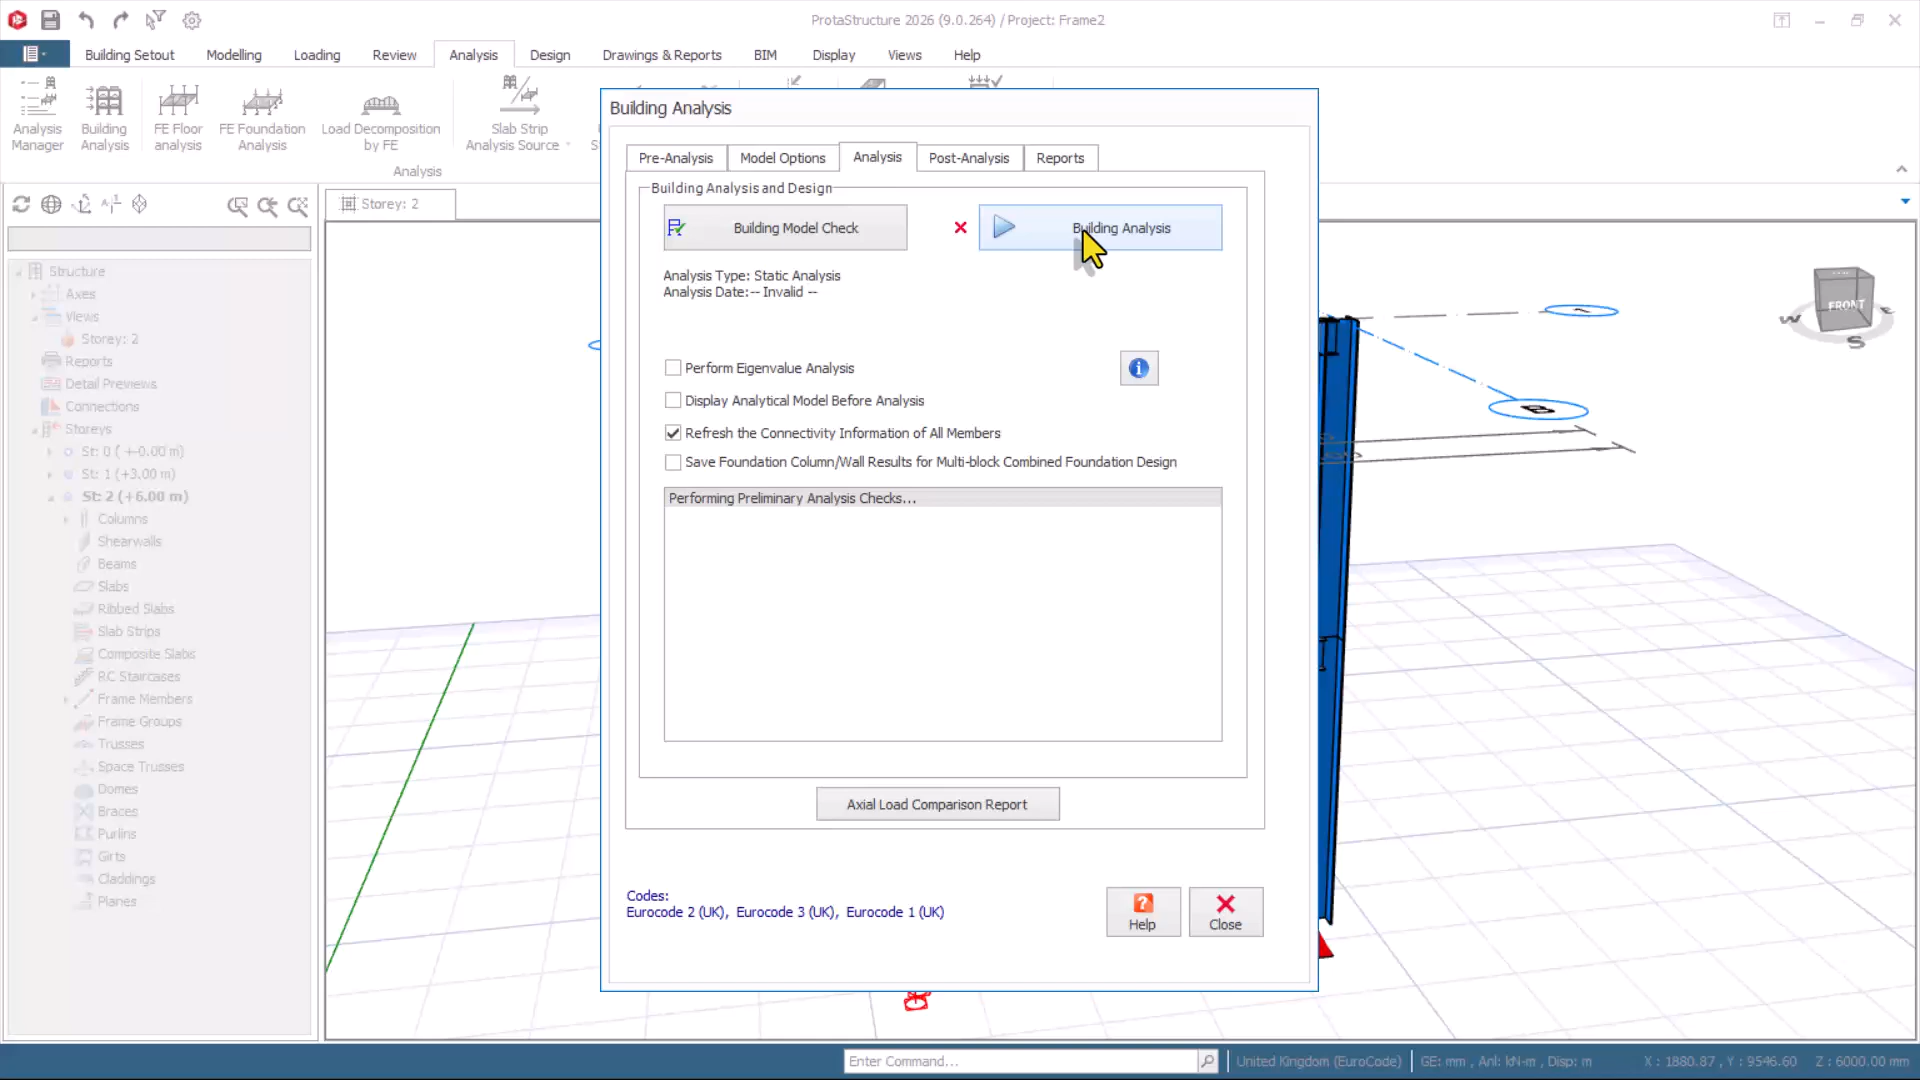 ProtaStructure 2026 (9.0.264) / Project: Frame2
Building Setout
Modelling
Loading
Review
Analysis
Design
Drawings & Reports
BIM
Display
Views
Help
Analysis Manager
Building Analysis
FE Floor analysis
FE Foundation Analysis
Load Decomposition by FE
Slab Strip Analysis Source
Analysis
Storey: 2
Structure
Axes
Views
Storey: 2
Reports
Detail Previews
Connections
Storeys
St: 0 ( +-0.00 m)
St: 1 (+3.00 m)
St: 2 (+6.00 m)
Columns
Shearwalls
Beams
Slabs
Ribbed Slabs
Slab Strips
Composite Slabs
RC Staircases
Frame Members
Frame Groups
Trusses
Space Trusses
Domes
Braces
Purlins
Girts
Claddings
Planes
Building Analysis
Pre-Analysis
Model Options
Analysis
Post-Analysis
Reports
Building Analysis and Design
Building Model Check
Building Analysis
Analysis Type: Static Analysis
Analysis Date:-- Invalid --
Perform Eigenvalue Analysis
Display Analytical Model Before Analysis
Refresh the Connectivity Information of All Members
Save Foundation Column/Wall Results for Multi-block Combined Foundation Design
Performing Preliminary Analysis Checks...
Axial Load Comparison Report
Codes:
Eurocode 2 (UK),  Eurocode 3 (UK),  Eurocode 1 (UK)
Help
Close
FRONT
W
S
B
Enter Command...
United Kingdom (EuroCode)
GE: mm , Anl: kN-m , Disp: m
X : 1880.87 , Y : 9546.60
Z : 6000.00 mm